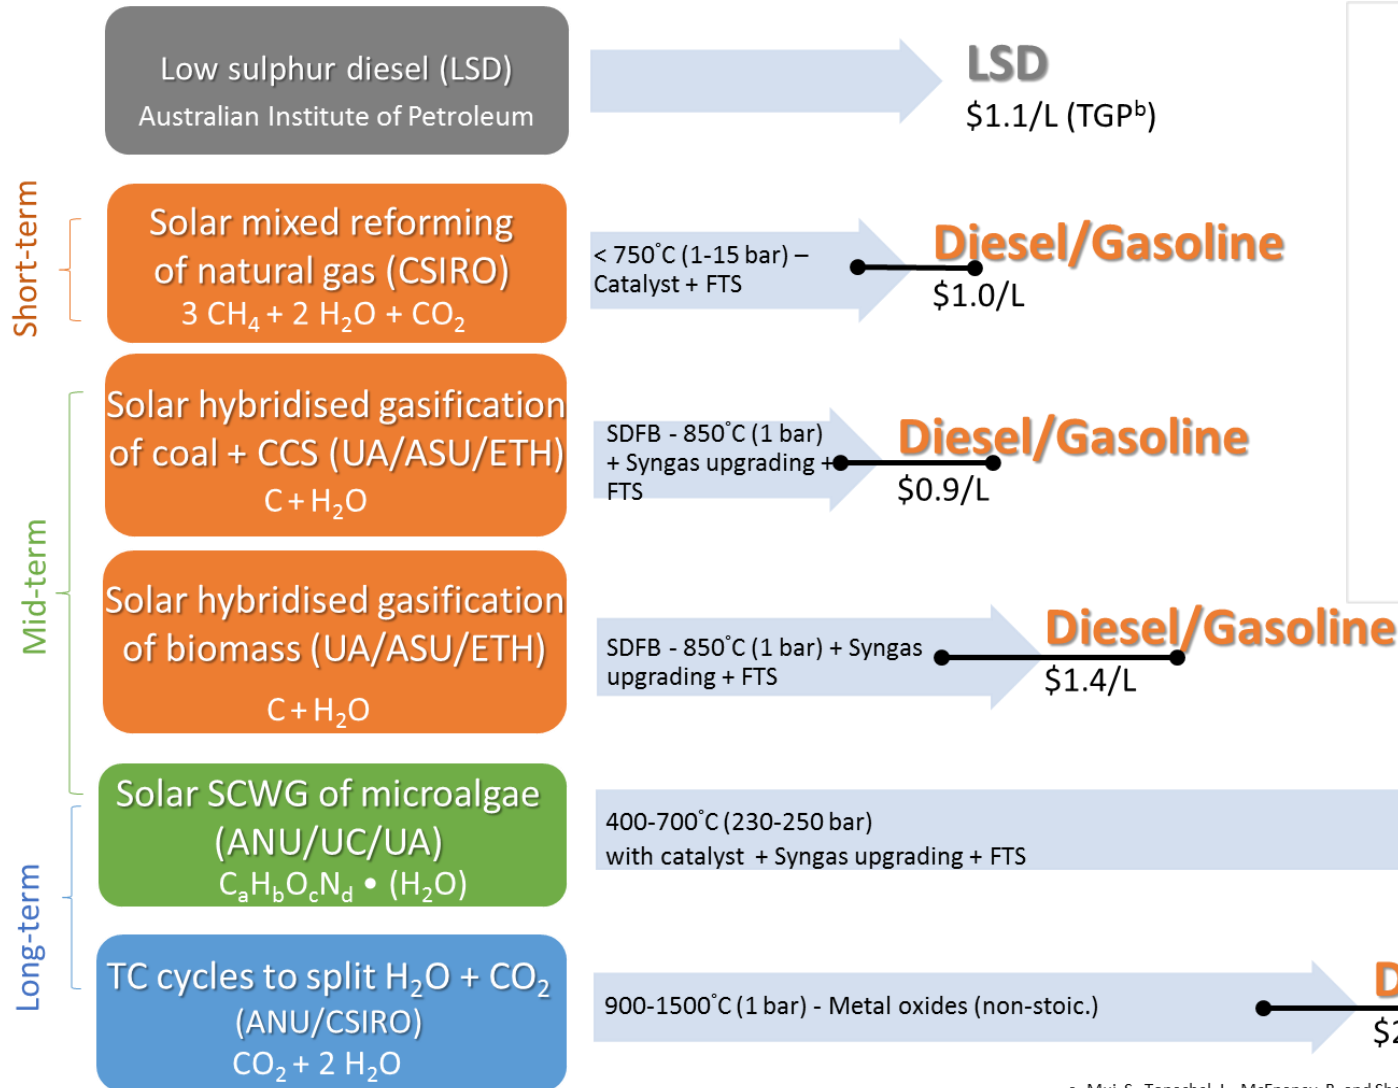 Low sulphur diesel (LSD)
Australian Institute of Petroleum
LSD
$1.1/L (TGPᵇ)
Short-term
Solar mixed reforming
of natural gas (CSIRO)
3 CH₄ + 2 H₂O + CO₂
< 750°C (1-15 bar) –
Catalyst + FTS
Diesel/Gasoline
$1.0/L
Mid-term
Solar hybridised gasification
of coal + CCS (UA/ASU/ETH)
C + H₂O
SDFB - 850°C (1 bar)
+ Syngas upgrading +
FTS
Diesel/Gasoline
$0.9/L
Solar hybridised gasification
of biomass (UA/ASU/ETH)
C + H₂O
SDFB - 850°C (1 bar) + Syngas
upgrading + FTS
Diesel/Gasoline
$1.4/L
Solar SCWG of microalgae
(ANU/UC/UA)
CₐH_bO_cN_d • (H₂O)
400-700°C (230-250 bar)
with catalyst + Syngas upgrading + FTS
Long-term
TC cycles to split H₂O + CO₂
(ANU/CSIRO)
CO₂ + 2 H₂O
900-1500°C (1 bar) - Metal oxides (non-stoic.)
D
$2